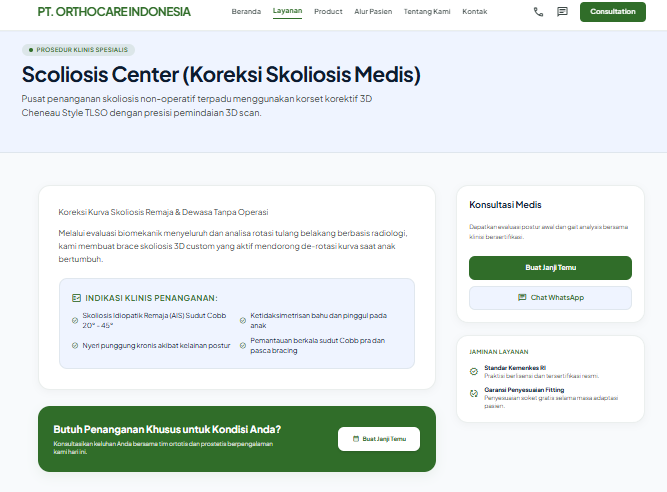 PT. ORTHOCARE INDONESIA
Beranda Layanan Product Alur Pasien Tentang Kami Kontak
Consultation
PROSEDUR KLINIS SPESIALIS
Scoliosis Center (Koreksi Skoliosis Medis)
Pusat penanganan skoliosis non-operatif terpadu menggunakan korset korektif 3D
Cheneau Style TLSO dengan presisi pemindaian 3D scan.
Koreksi Kurva Skoliosis Remaja & Dewasa Tanpa Operasi
Melalui evaluasi biomekanik menyeluruh dan analisa rotasi tulang belakang berbasis radiologi,
kami membuat brace skoliosis 3D custom yang aktif mendorong de-rotasi kurva saat anak
bertumbuh.
INDIKASI KLINIS PENANGANAN:
Skoliosis Idiopatik Remaja (AIS) Sudut Cobb
20° - 45°
Ketidaksimetrisan bahu dan pinggul pada
anak
Nyeri punggung kronis akibat kelainan postur
Pemantauan berkala sudut Cobb pra dan
pasca bracing
Butuh Penanganan Khusus untuk Kondisi Anda?
Konsultasikan keluhan Anda bersama tim ortotis dan prostetis berpengalaman
kami hari ini.
Buat Janji Temu
Konsultasi Medis
Dapatkan evaluasi postur awal dan gait analysis bersama
klinisi bersertifikasi.
Buat Janji Temu
Chat WhatsApp
JAMINAN LAYANAN
Standar Kemenkes RI
Praktisi berlisensi dan tersertifikasi resmi.
Garansi Penyesuaian Fitting
Penyesuaian soket gratis selama masa adaptasi
pasien.